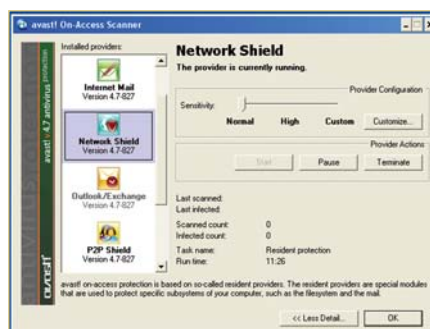 avast! On-Access Scanner
avast! v.4.7 antivirus protection
avast!
Installed providers:
Internet Mail
Version 4.7-827
Network Shield
Version 4.7-827
Outlook/Exchange
Version 4.7-827
P2P Shield
Version 4.7-827
Network Shield
The provider is currently running.
Provider Configuration
Sensitivity:
Normal High Custom Customize...
Provider Actions
Start Pause Terminate
Last scanned:
Last infected:
Scanned count: 0
Infected count: 0
Task name: Resident protection
Run time: 11:26
avast! on-access protection is based on so-called resident providers. The resident providers are special modules
that are used to protect specific subsystems of your computer, such as the filesystem and the mail.
<< Less Detail... OK